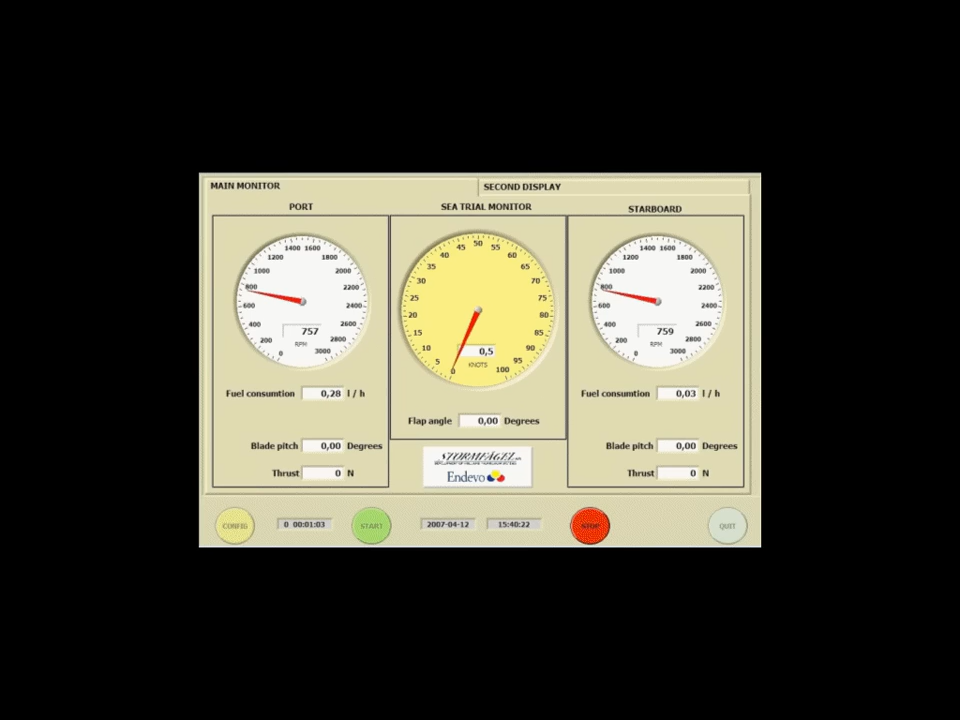 MAIN MONITOR
SECOND DISPLAY
PORT
SEA TRIAL MONITOR
STARBOARD
0 200 400 600 800 1000 1200 1400 1600 1800 2000 2200 2400 2600 2800 3000
757
RPM
0 5 10 15 20 25 30 35 40 45 50 55 60 65 70 75 80 85 90 95 100
0,5
KNOTS
0 200 400 600 800 1000 1200 1400 1600 1800 2000 2200 2400 2600 2800 3000
759
RPM
Fuel consumtion 0,28 l / h
Fuel consumtion 0,03 l / h
Flap angle 0,00 Degrees
Blade pitch 0,00 Degrees
Blade pitch 0,00 Degrees
Thrust 0 N
Thrust 0 N
STORMFÅGEL
Endevo
CONFIG
0 00:01:03
START
2007-04-12
15:40:22
STOP
QUIT